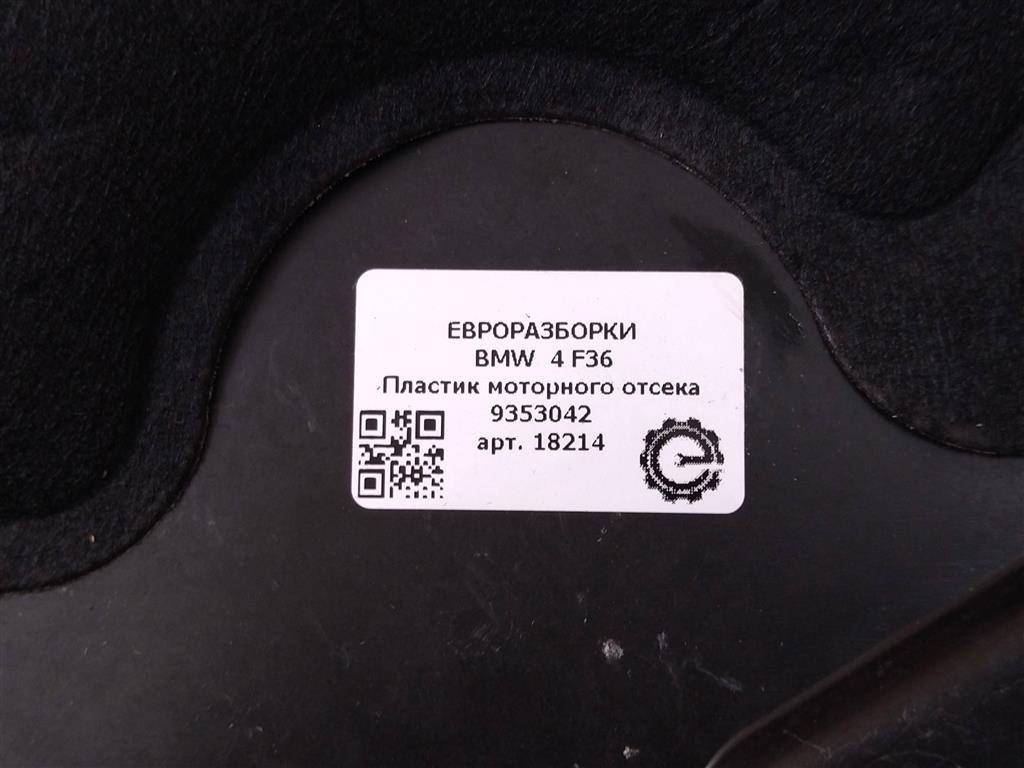 ЕВРОРАЗБОРКИ
BMW 4 F36
Пластик моторного отсека
9353042
арт. 18214